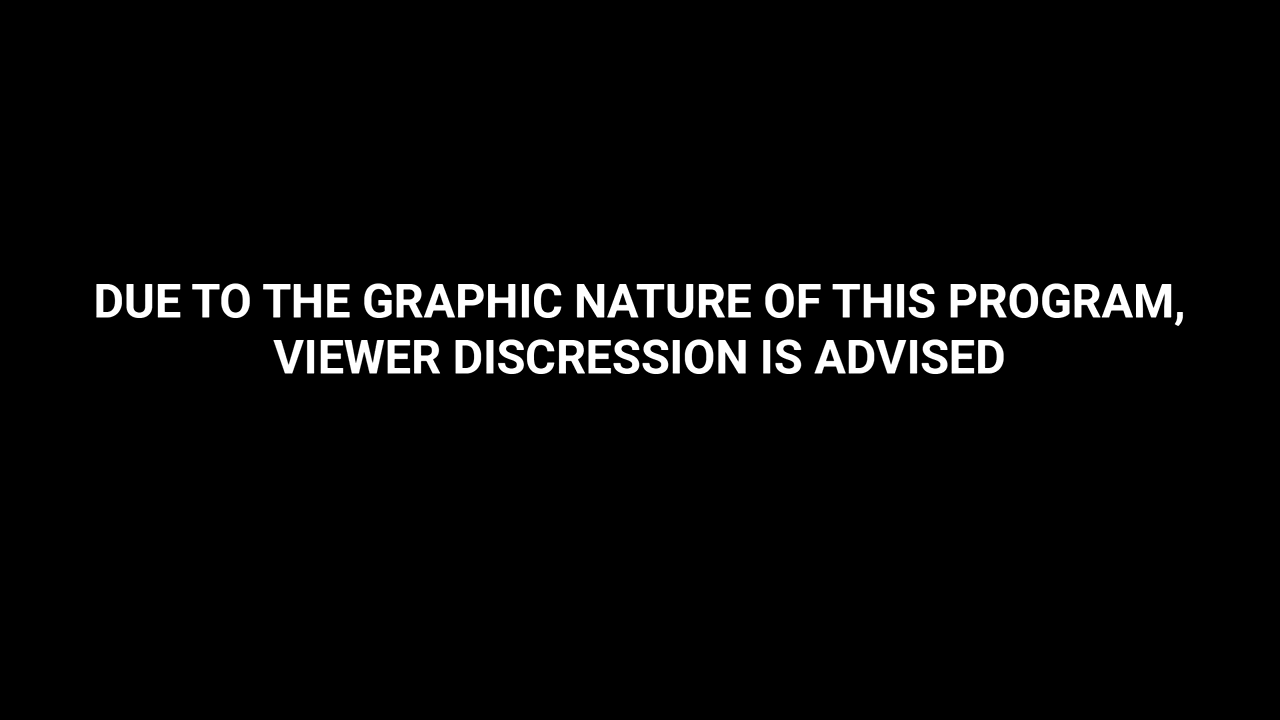 DUE TO THE GRAPHIC NATURE OF THIS PROGRAM,
VIEWER DISCRESSION IS ADVISED